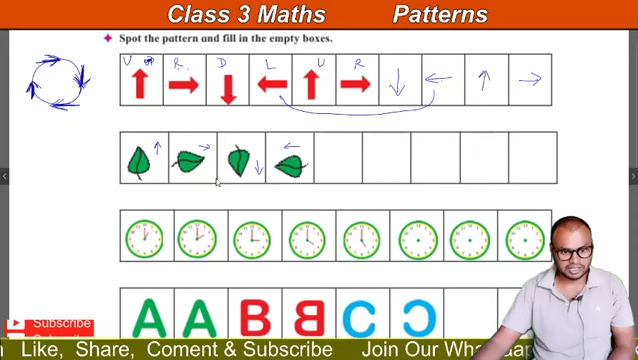 Class 3 Maths Patterns
Spot the pattern and fill in the empty boxes.
U R D L U R
A A B B C C
Subscribe
Like, Share, Coment & Subscribe Join Our Wha